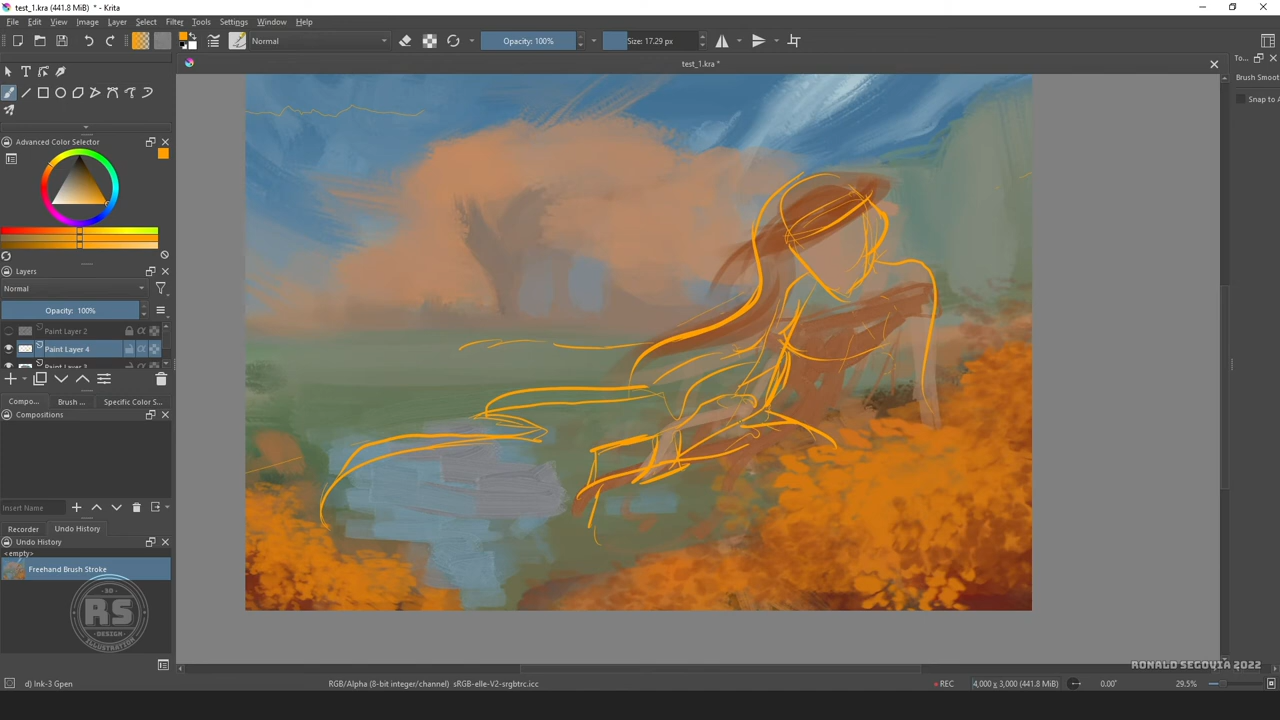 test_1.kra (441.8 MiB) * - Krita
File Edit View Image Layer Select Filter Tools Settings Window Help
Normal Opacity: 100% Size: 17.29 px
test_1.kra *
To...
Brush Smoot
Snap to A
Advanced Color Selector
Layers
Normal
Opacity: 100%
Paint Layer 2
Paint Layer 4
Compo... Brush ... Specific Color S...
Compositions
Insert Name
Recorder Undo History
Undo History
<empty>
Freehand Brush Stroke
3D
RS
DESIGN
ILLUSTRATION
RONALD SEGOVIA 2022
d) Ink-3 Gpen RGB/Alpha (8-bit integer/channel) sRGB-elle-V2-srgbtrc.icc REC 4,000 x 3,000 (441.8 MiB) 0.00° 29.5%